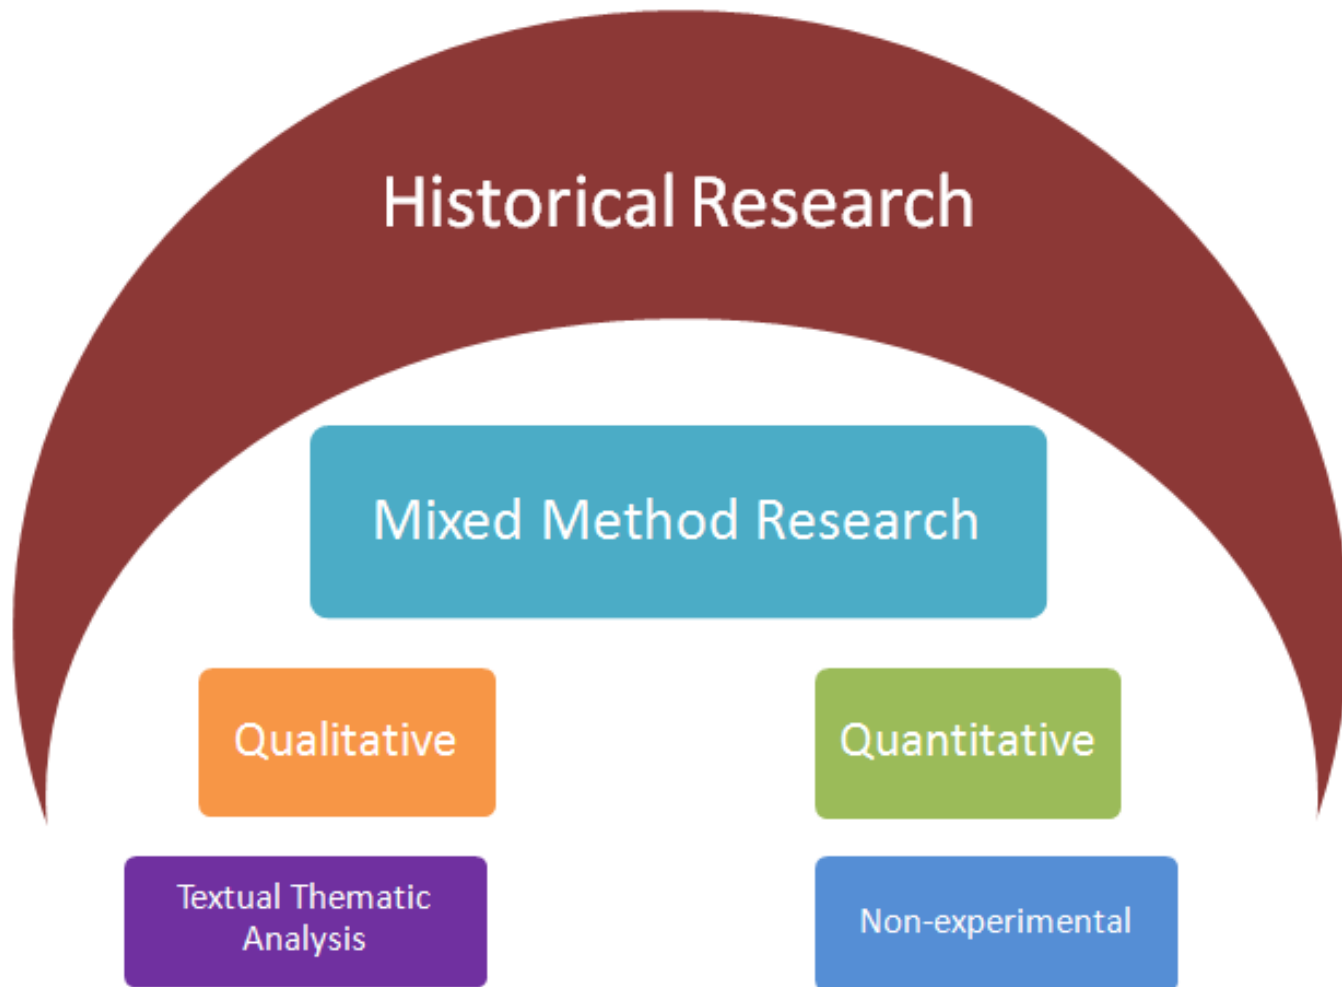 Historical Research
Mixed Method Research
Qualitative
Quantitative
Textual Thematic
Analysis
Non-experimental